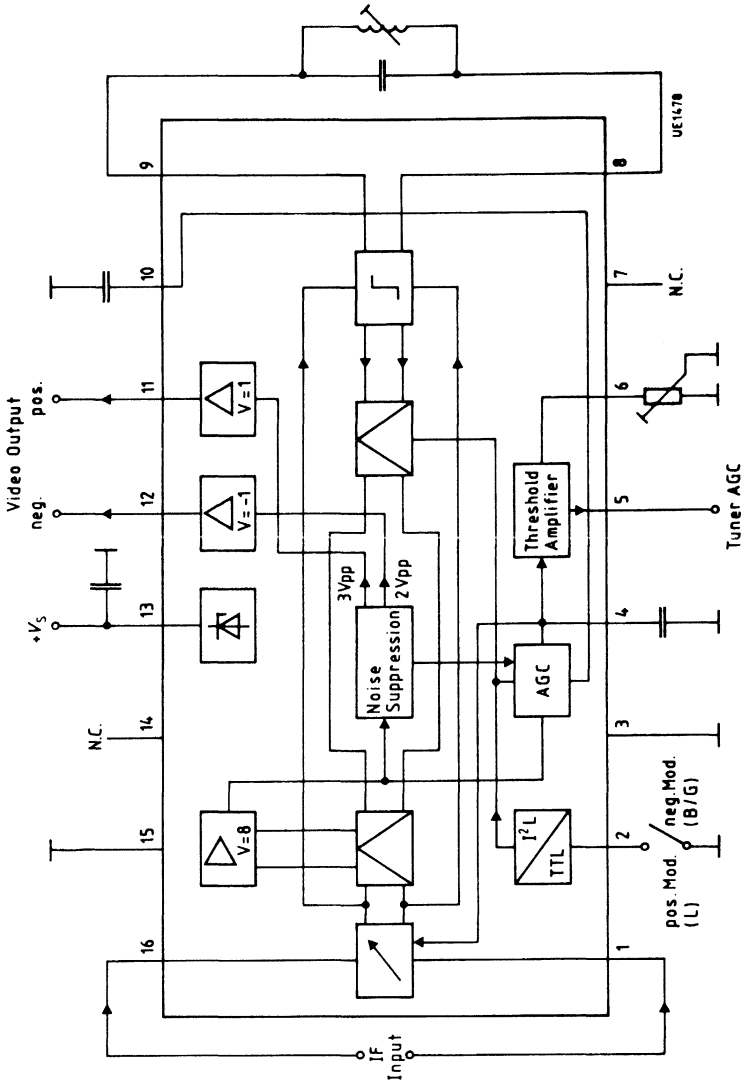 Video Output
neg.
pos.
+Vs
N.C.
16
15
14
13
12
11
10
9
V=8
V=-1
V=1
3Vpp
2Vpp
Noise
Suppression
IF
Input
I²L
TTL
AGC
Threshold
Amplifier
1
2
3
4
5
6
7
8
pos.Mod.
(L)
neg.Mod.
(B/G)
Tuner AGC
N.C.
UE1478